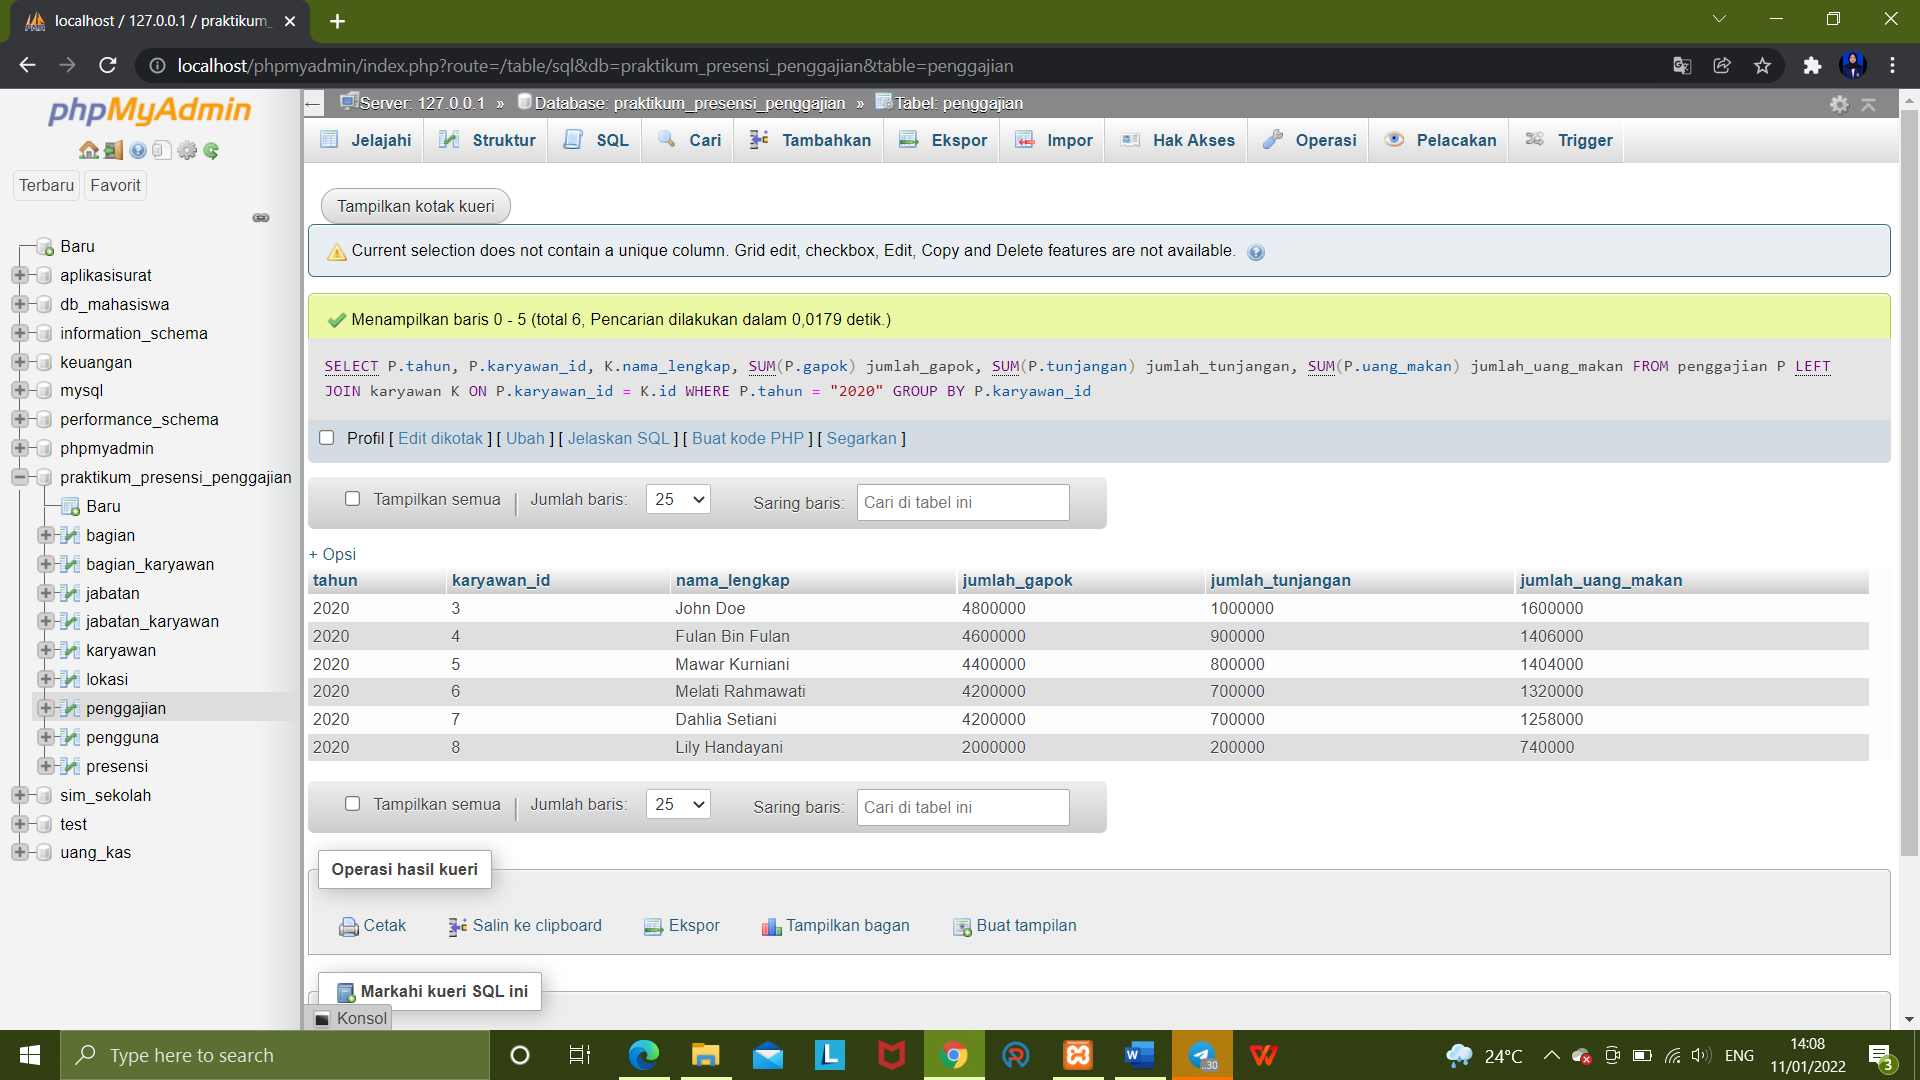 localhost / 127.0.0.1 / praktikum_
localhost/phpmyadmin/index.php?route=/table/sql&db=praktikum_presensi_penggajian&table=penggajian
phpMyAdmin
Terbaru Favorit
Baru
aplikasisurat
db_mahasiswa
information_schema
keuangan
mysql
performance_schema
phpmyadmin
praktikum_presensi_penggajian
Baru
bagian
bagian_karyawan
jabatan
jabatan_karyawan
karyawan
lokasi
penggajian
pengguna
presensi
sim_sekolah
test
uang_kas
Server: 127.0.0.1 » Database: praktikum_presensi_penggajian » Tabel: penggajian
Jelajahi Struktur SQL Cari Tambahkan Ekspor Impor Hak Akses Operasi Pelacakan Trigger
Tampilkan kotak kueri
Current selection does not contain a unique column. Grid edit, checkbox, Edit, Copy and Delete features are not available.
Menampilkan baris 0 - 5 (total 6, Pencarian dilakukan dalam 0,0179 detik.)
SELECT P.tahun, P.karyawan_id, K.nama_lengkap, SUM(P.gapok) jumlah_gapok, SUM(P.tunjangan) jumlah_tunjangan, SUM(P.uang_makan) jumlah_uang_makan FROM penggajian P LEFT
JOIN karyawan K ON P.karyawan_id = K.id WHERE P.tahun = "2020" GROUP BY P.karyawan_id
Profil [ Edit dikotak ] [ Ubah ] [ Jelaskan SQL ] [ Buat kode PHP ] [ Segarkan ]
Tampilkan semua | Jumlah baris: 25 Saring baris: Cari di tabel ini
+ Opsi
tahun karyawan_id nama_lengkap jumlah_gapok jumlah_tunjangan jumlah_uang_makan
2020 3 John Doe 4800000 1000000 1600000
2020 4 Fulan Bin Fulan 4600000 900000 1406000
2020 5 Mawar Kurniani 4400000 800000 1404000
2020 6 Melati Rahmawati 4200000 700000 1320000
2020 7 Dahlia Setiani 4200000 700000 1258000
2020 8 Lily Handayani 2000000 200000 740000
Tampilkan semua | Jumlah baris: 25 Saring baris: Cari di tabel ini
Operasi hasil kueri
Cetak Salin ke clipboard Ekspor Tampilkan bagan Buat tampilan
Markahi kueri SQL ini
Konsol
Type here to search
24°C ENG
14:08
11/01/2022
3
..30